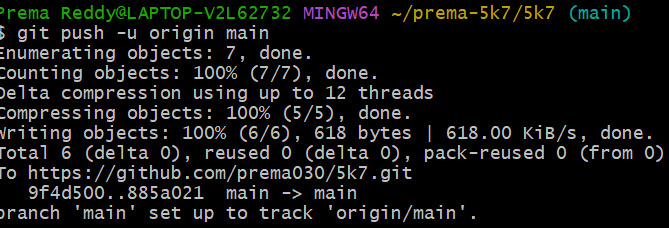 Prema Reddy@LAPTOP-V2L62732 MINGW64 ~/prema-5k7/5k7 (main)
$ git push -u origin main
Enumerating objects: 7, done.
Counting objects: 100% (7/7), done.
Delta compression using up to 12 threads
Compressing objects: 100% (5/5), done.
Writing objects: 100% (6/6), 618 bytes | 618.00 KiB/s, done.
Total 6 (delta 0), reused 0 (delta 0), pack-reused 0 (from 0)
To https://github.com/prema030/5k7.git
   9f4d500..885a021  main -> main
branch 'main' set up to track 'origin/main'.